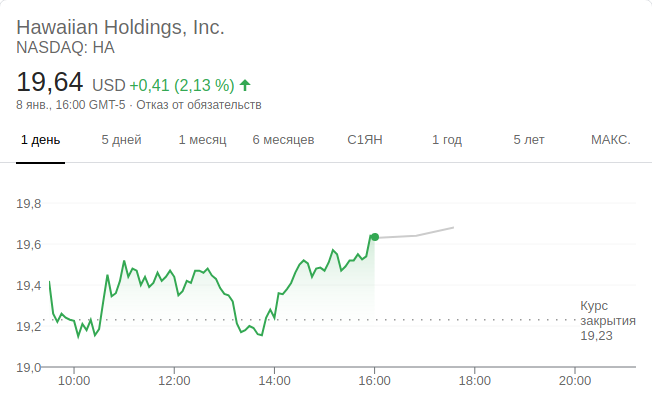 Hawaiian Holdings, Inc.
NASDAQ: HA
19,64 USD +0,41 (2,13 %)
8 янв., 16:00 GMT-5 · Отказ от обязательств
1 день 5 дней 1 месяц 6 месяцев С1ЯН 1 год 5 лет МАКС.
19,8
19,6
19,4
19,2
19,0
Курс
закрытия
19,23
10:00 12:00 14:00 16:00 18:00 20:00